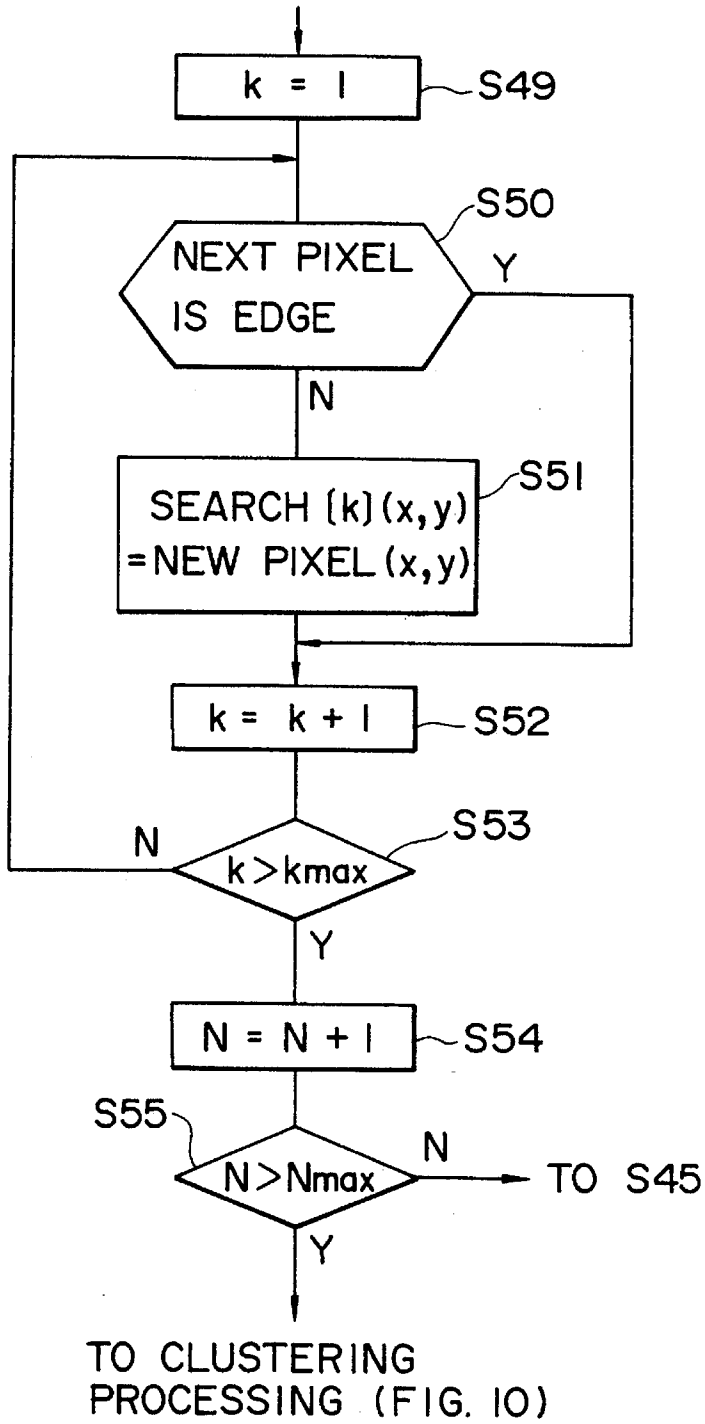 k = 1
S49
S50
NEXT PIXEL
IS EDGE
Y
N
S51
SEARCH [k](x,y)
=NEW PIXEL(x,y)
k = k + 1
S52
S53
N
k>kmax
Y
N = N + 1
S54
S55
N>Nmax
N
TO S45
Y
TO CLUSTERING
PROCESSING (FIG. 10)